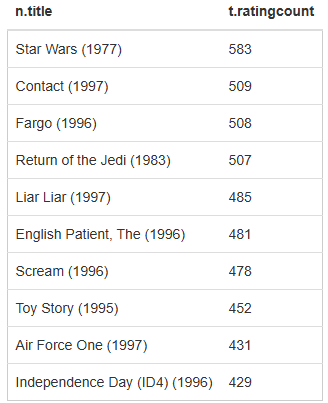 n.title t.ratingcount
Star Wars (1977) 583
Contact (1997) 509
Fargo (1996) 508
Return of the Jedi (1983) 507
Liar Liar (1997) 485
English Patient, The (1996) 481
Scream (1996) 478
Toy Story (1995) 452
Air Force One (1997) 431
Independence Day (ID4) (1996) 429